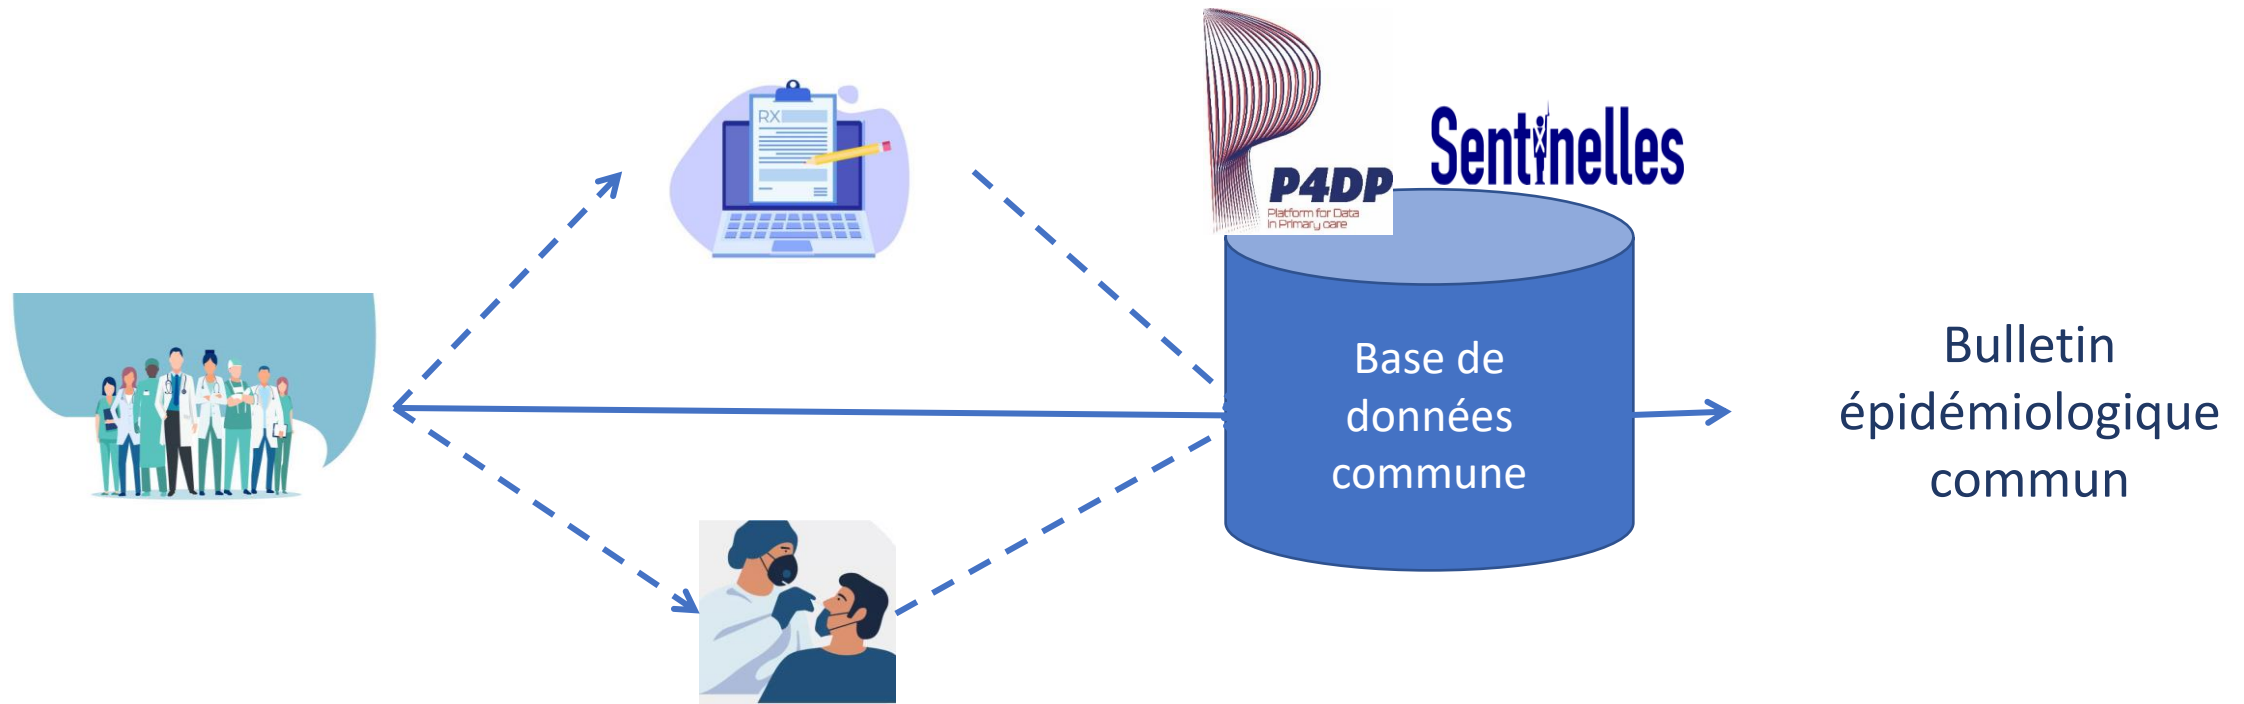 RX
P4DP
Platform for Data
in Primary care
Sentinelles
Base de
données
commune
Bulletin
épidémiologique
commun